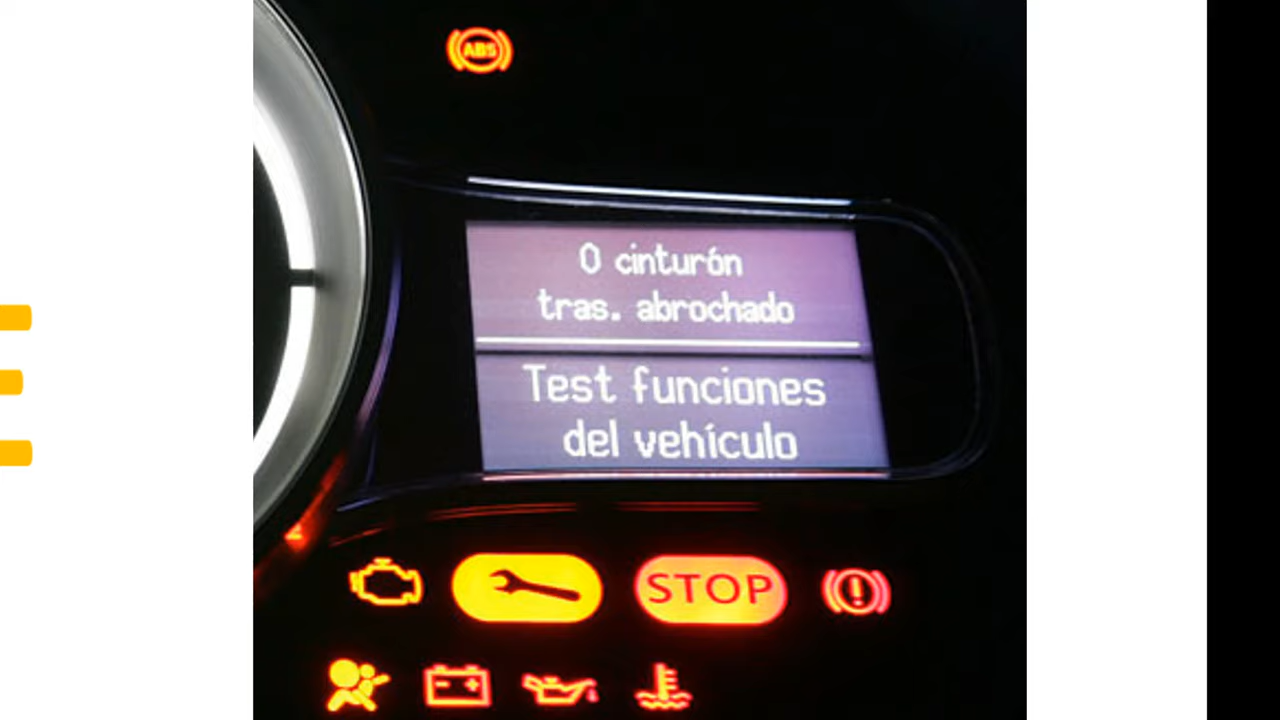 ABS
0 cinturón
tras. abrochado
Test funciones
del vehículo
STOP